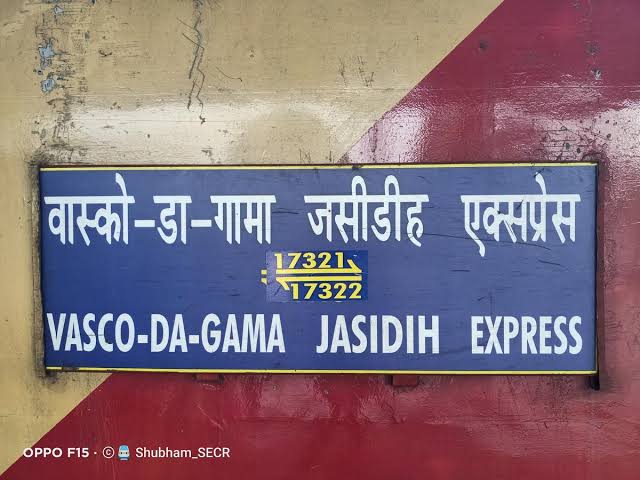 वास्को-डा-गामा जसीडीह एक्सप्रेस
17321
17322
VASCO-DA-GAMA JASIDIH EXPRESS
OPPO F15 · © Shubham_SECR